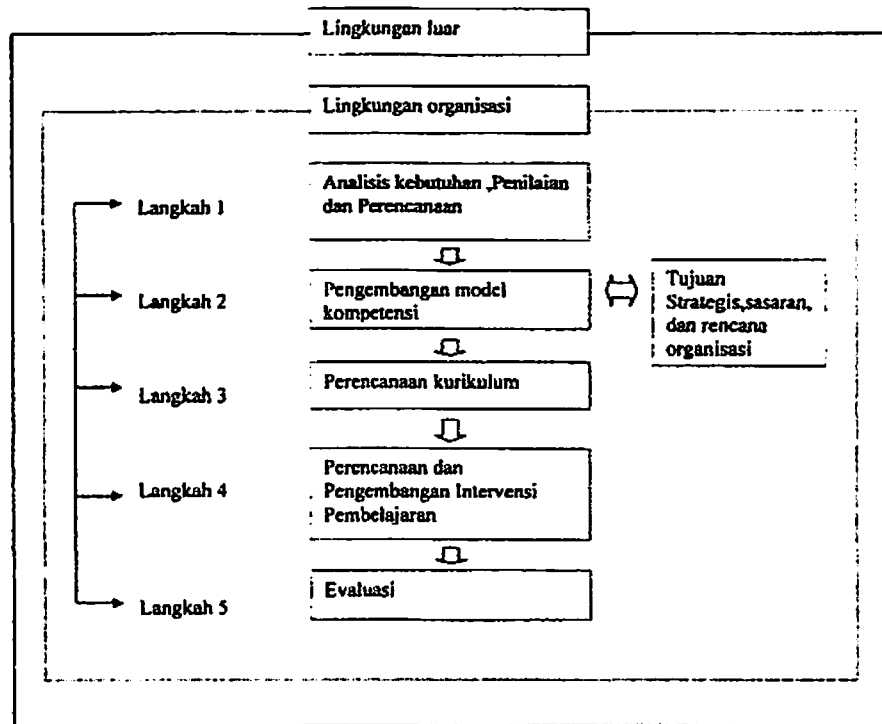 Lingkungan luar
Lingkungan organisasi
Langkah 1
Analisis kebutuhan ,Penilaian
dan Perencanaan
Langkah 2
Pengembangan model
kompetensi
Tujuan
Strategis,sasaran,
dan rencana
organisasi
Langkah 3
Perencanaan kurikulum
Langkah 4
Perencanaan dan
Pengembangan Intervensi
Pembelajaran
Langkah 5
Evaluasi